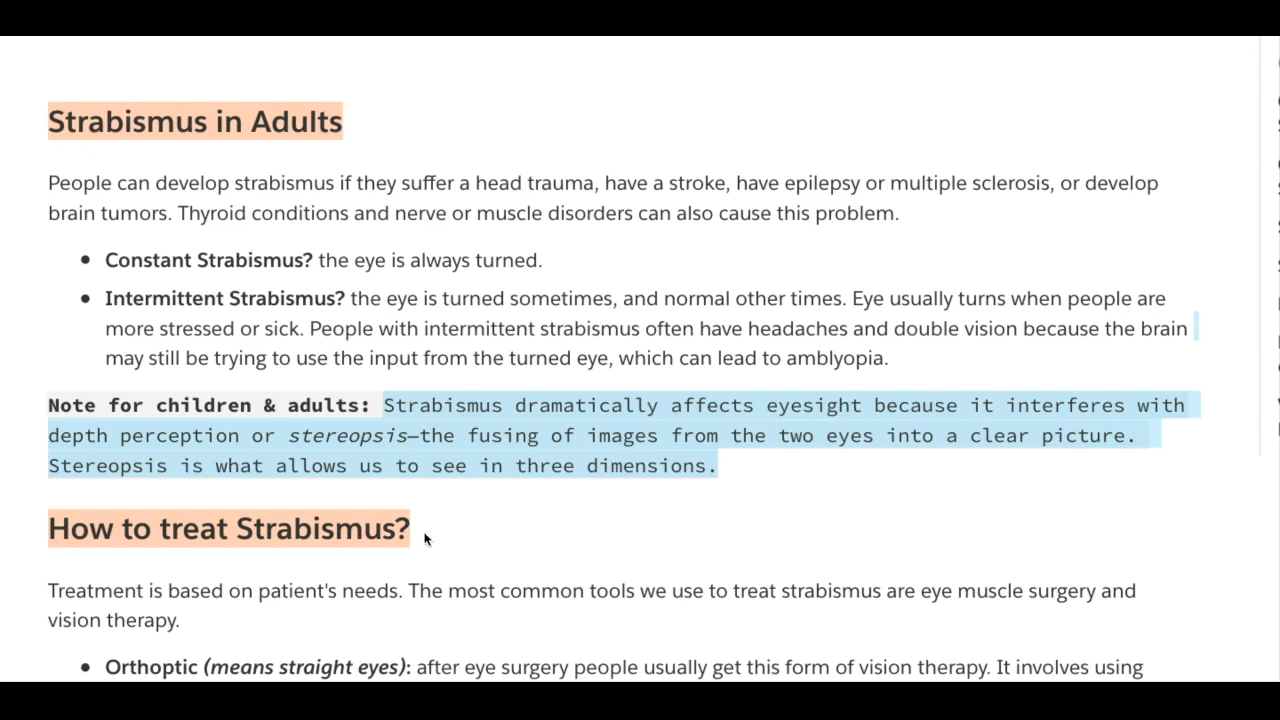 Strabismus in Adults
People can develop strabismus if they suffer a head trauma, have a stroke, have epilepsy or multiple sclerosis, or develop
brain tumors. Thyroid conditions and nerve or muscle disorders can also cause this problem.
• Constant Strabismus? the eye is always turned.
• Intermittent Strabismus? the eye is turned sometimes, and normal other times. Eye usually turns when people are
more stressed or sick. People with intermittent strabismus often have headaches and double vision because the brain
may still be trying to use the input from the turned eye, which can lead to amblyopia.
Note for children & adults: Strabismus dramatically affects eyesight because it interferes with
depth perception or stereopsis—the fusing of images from the two eyes into a clear picture.
Stereopsis is what allows us to see in three dimensions.
How to treat Strabismus?
Treatment is based on patient's needs. The most common tools we use to treat strabismus are eye muscle surgery and
vision therapy.
• Orthoptic (means straight eyes): after eye surgery people usually get this form of vision therapy. It involves using